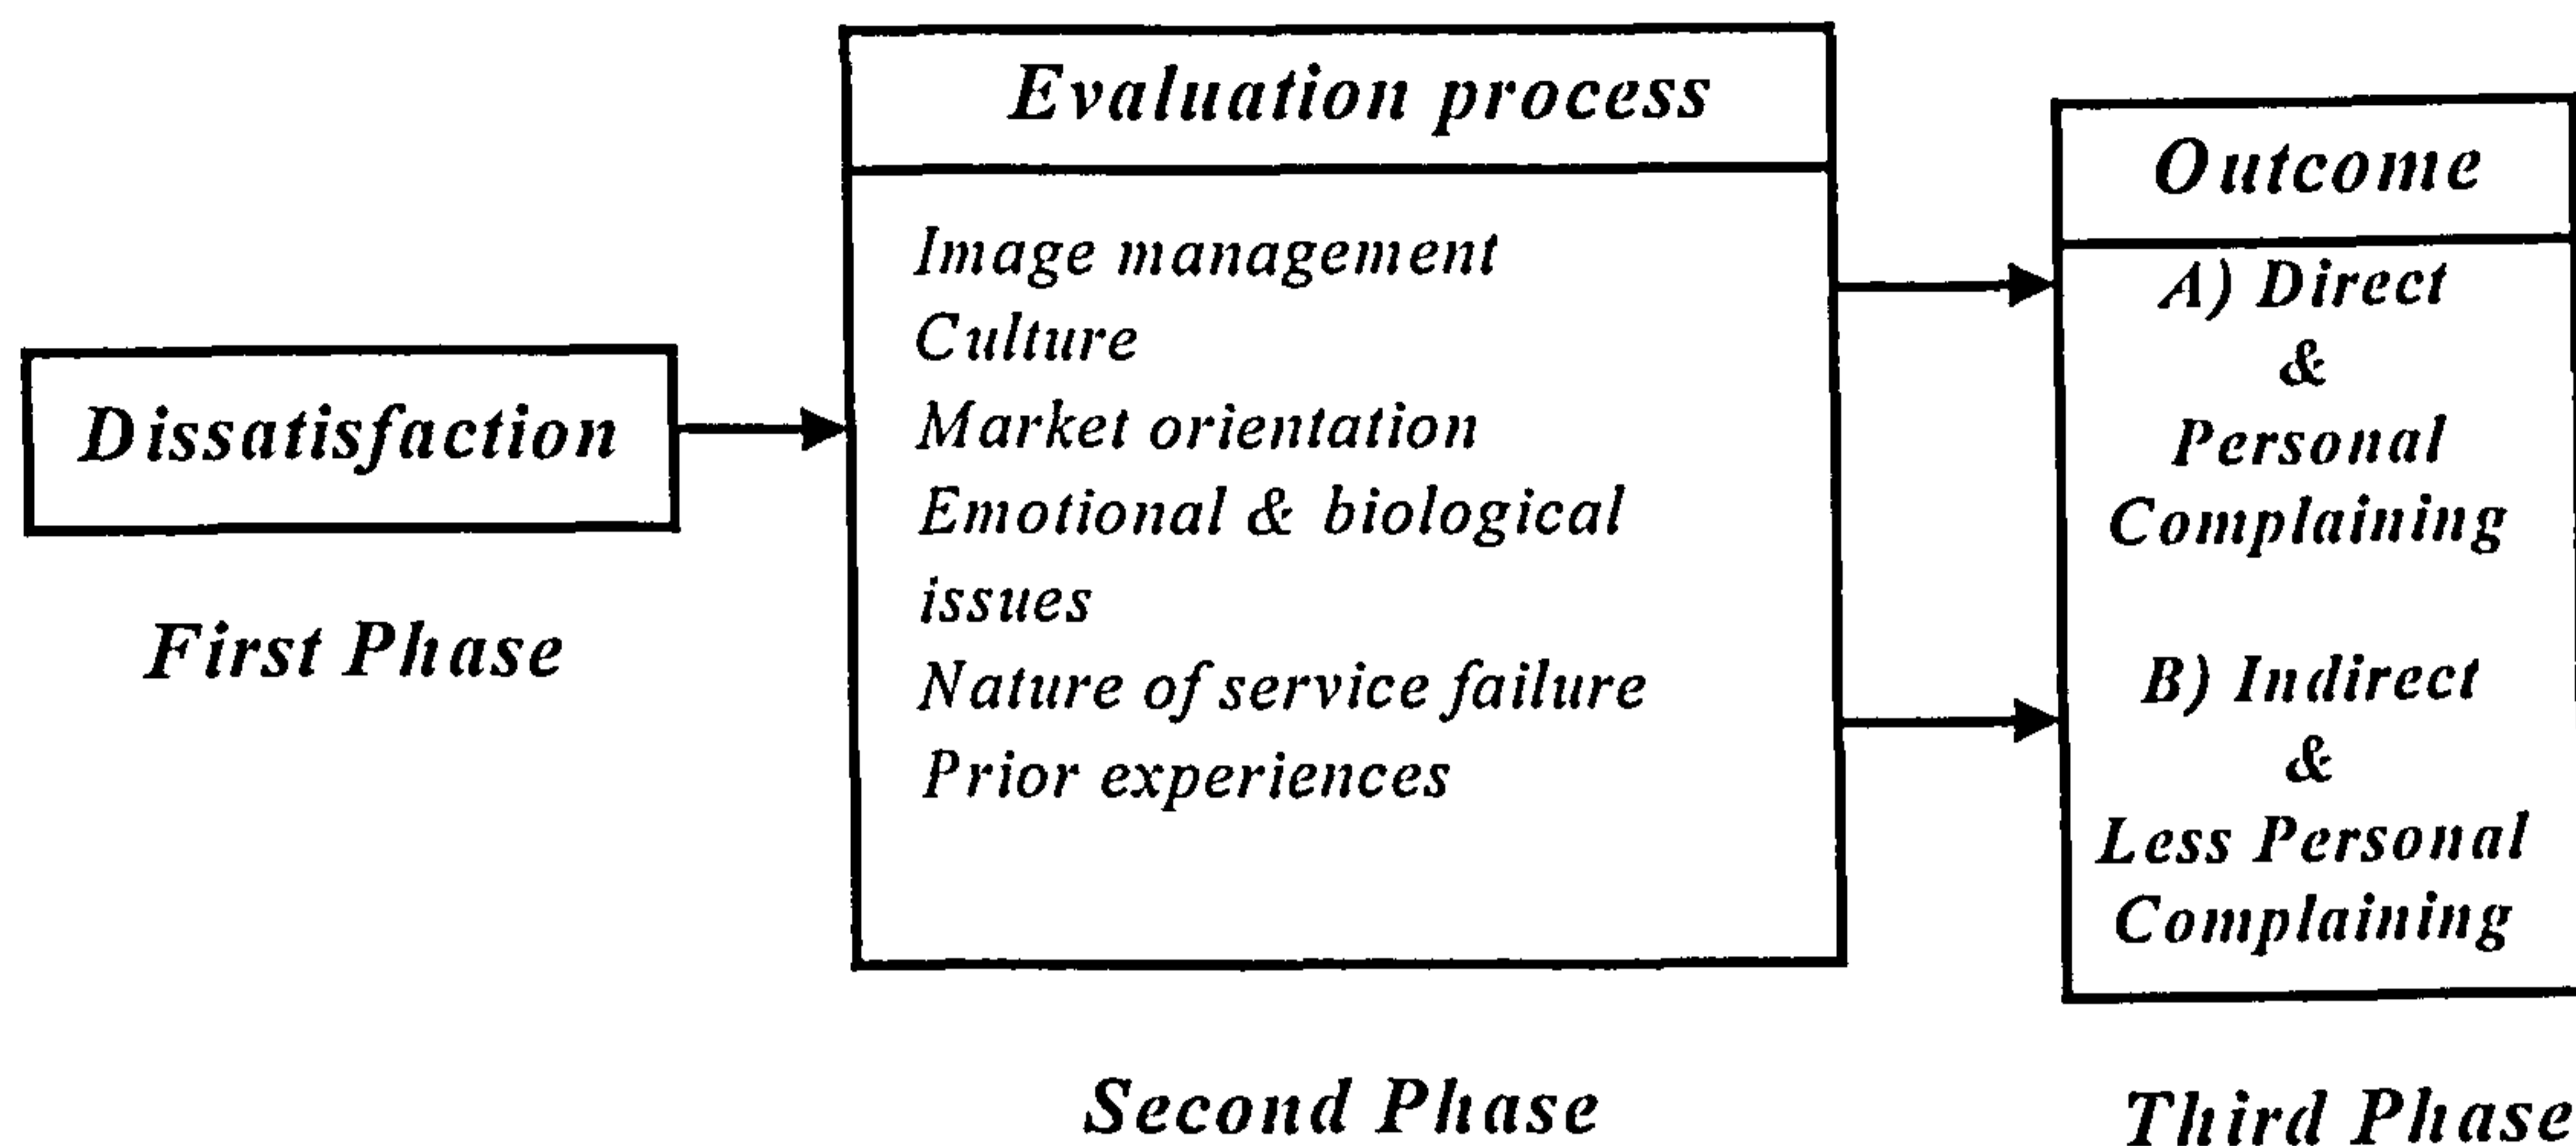 Dissatisfaction
First Phase
Evaluation process
Image management
Culture
Market orientation
Emotional & biological
issues
Nature of service failure
Prior experiences
Second Phase
Outcome
A) Direct
&
Personal
Complaining
B) Indirect
&
Less Personal
Complaining
Third Phase